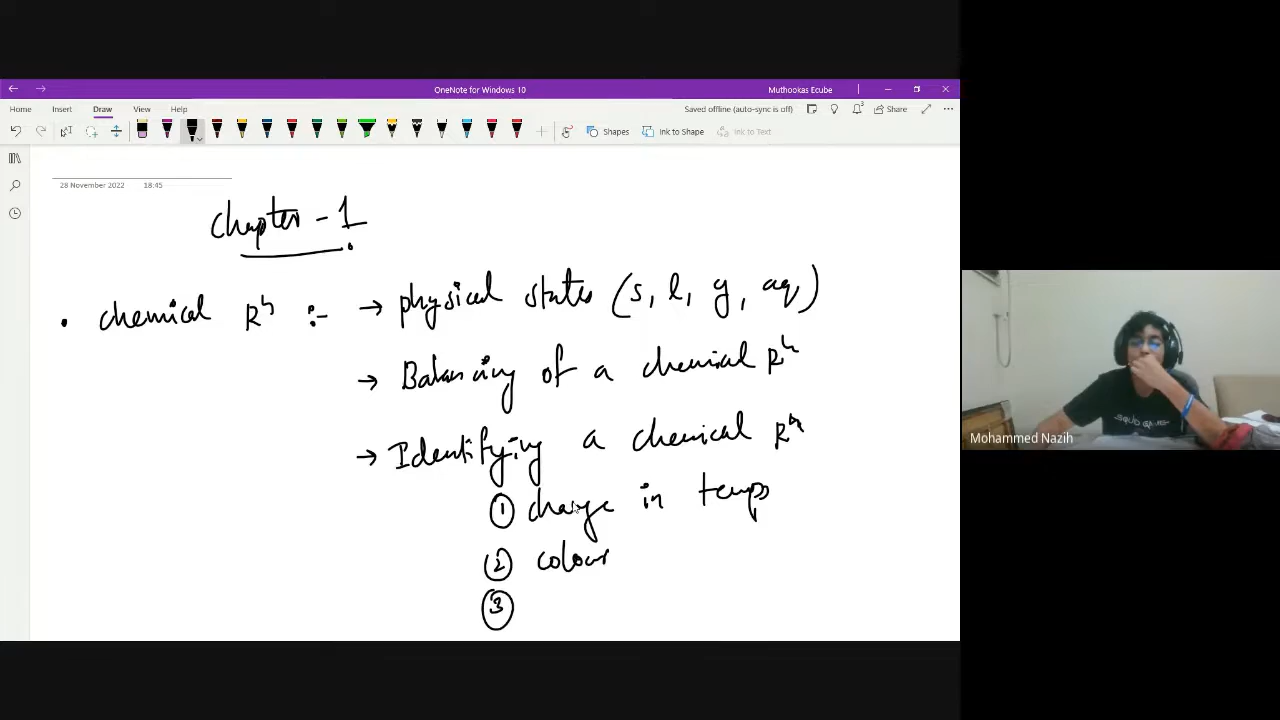 OneNote for Windows 10
Muthookas Ecube
Home Insert Draw View Help
Saved offline (auto-sync is off)
3
Share
Shapes
Ink to Shape
Ink to Text
28 November 2022 18:45
Chapter - 1
• chemical Rn :- → physical states (s, l, g, aq)
→ Balancing of a chemical Rn
→ Identifying a chemical Rn
① change in temp
② colour
③
Mohammed Nazih